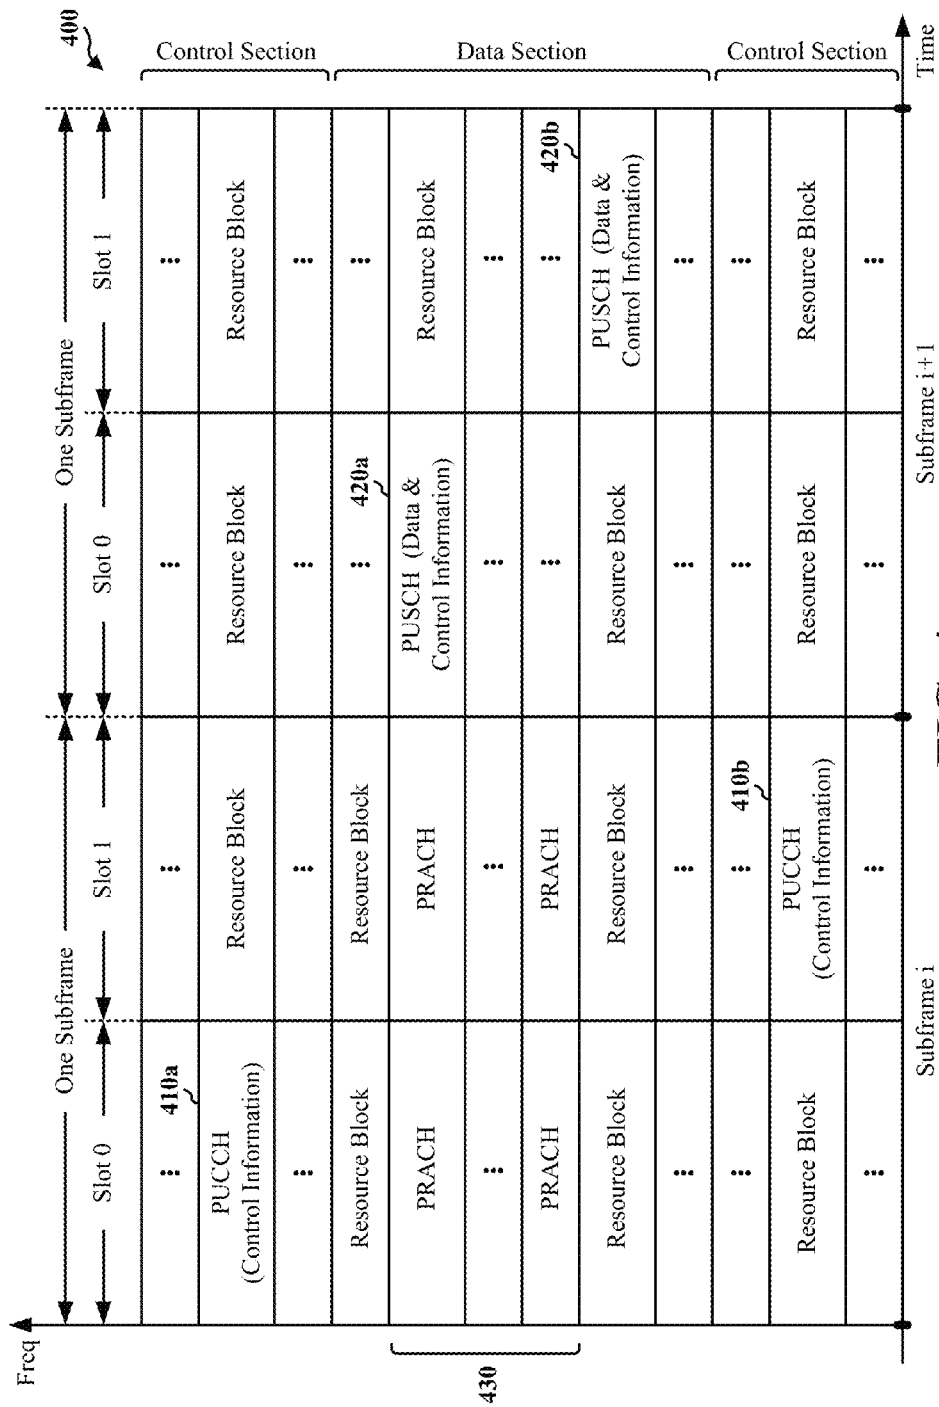 Freq
One Subframe
One Subframe
400
Slot 0
Slot 1
Slot 0
Slot 1
... 410a
...
...
...
PUCCH
(Control Information)
Resource Block
Resource Block
Resource Block
Control Section
...
...
...
...
Resource Block
Resource Block
... 420a
...
PRACH
PRACH
PUSCH (Data &
Control Information)
Resource Block
430
...
...
...
...
Data Section
PRACH
PRACH
...
... 420b
Resource Block
Resource Block
Resource Block
PUSCH (Data &
Control Information)
...
...
...
...
...
... 410b
...
...
Resource Block
PUCCH
(Control Information)
Resource Block
Resource Block
Control Section
...
...
...
...
Subframe i
Subframe i+1
Time